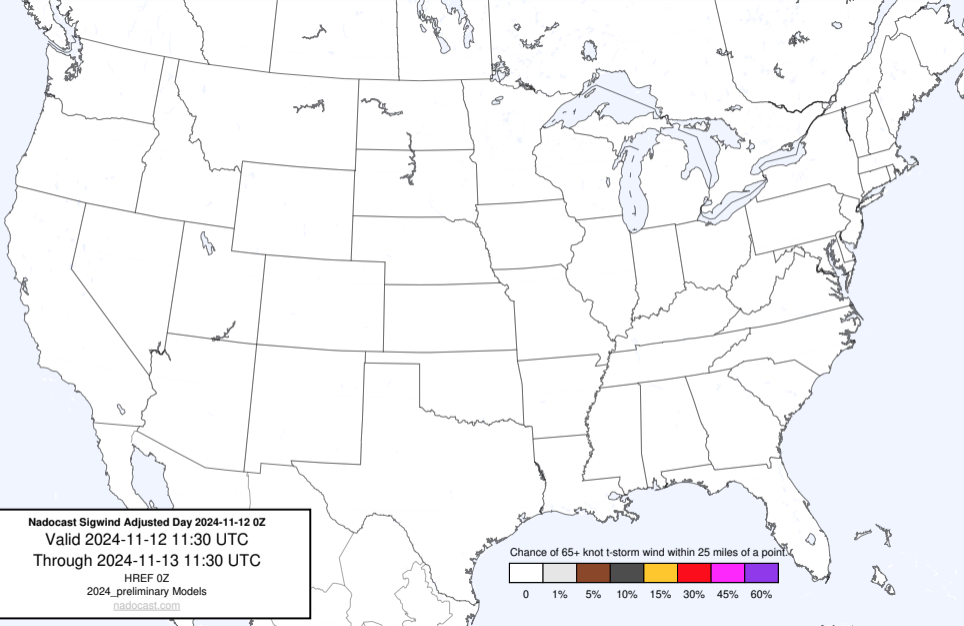 Nadocast Sigwind Adjusted Day 2024-11-12 0Z
Valid 2024-11-12 11:30 UTC
Through 2024-11-13 11:30 UTC
HREF 0Z
2024_preliminary Models
nadocast.com
Chance of 65+ knot t-storm wind within 25 miles of a point.
0 1% 5% 10% 15% 30% 45% 60%